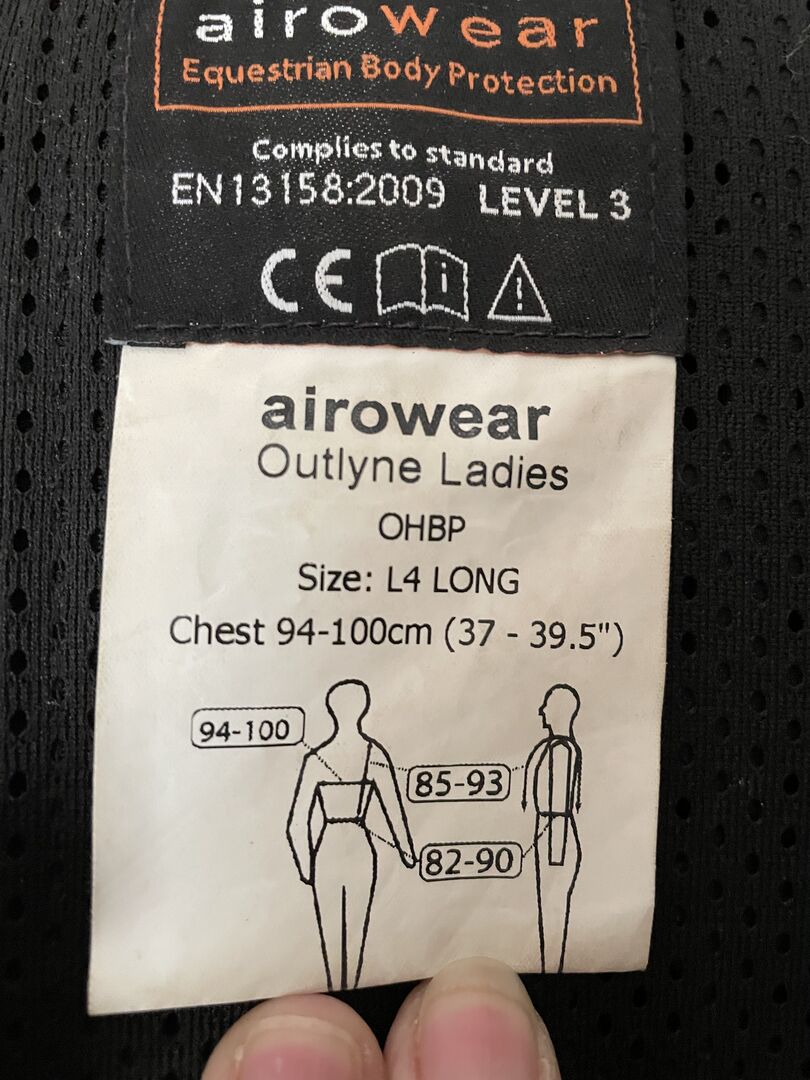 airowear
Equestrian Body Protection
Complies to standard
EN13158:2009 LEVEL 3
CE
airowear
Outlyne Ladies
OHBP
Size: L4 LONG
Chest 94-100cm (37 - 39.5")
94-100
85-93
82-90